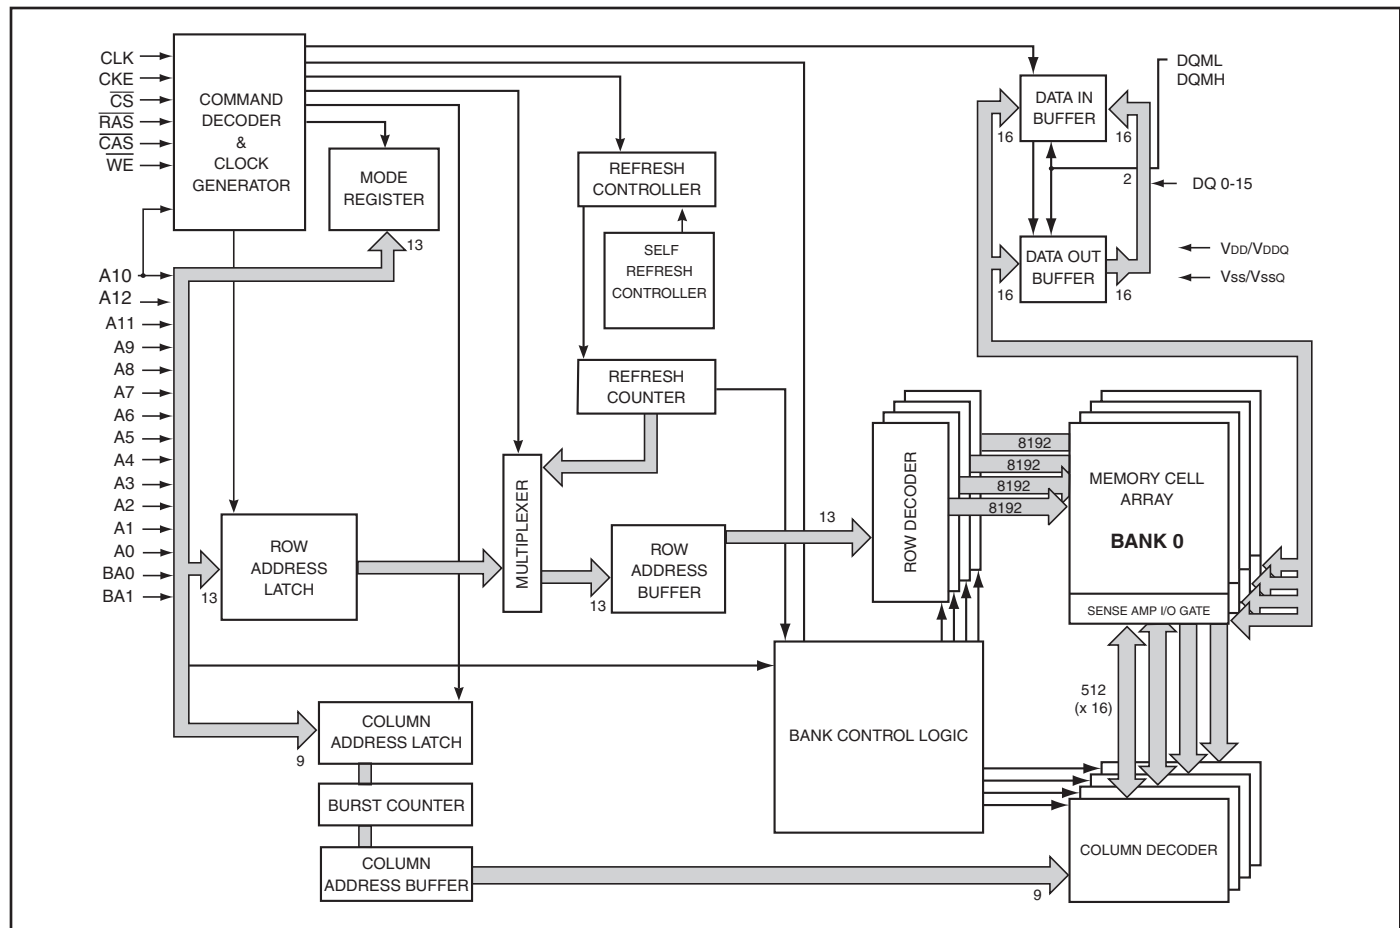 CLK
CKE
CS
RAS
CAS
WE
A10
A12
A11
A9
A8
A7
A6
A5
A4
A3
A2
A1
A0
BA0
BA1
COMMAND
DECODER
&
CLOCK
GENERATOR
MODE
REGISTER
13
REFRESH
CONTROLLER
SELF
REFRESH
CONTROLLER
REFRESH
COUNTER
DATA IN
BUFFER
16
16
DQML
DQMH
2
DQ 0-15
DATA OUT
BUFFER
16
16
VDD/VDDQ
Vss/VssQ
13
ROW
ADDRESS
LATCH
MULTIPLEXER
13
ROW
ADDRESS
BUFFER
13
ROW DECODER
8192
8192
8192
8192
MEMORY CELL
ARRAY
BANK 0
SENSE AMP I/O GATE
512
(x 16)
BANK CONTROL LOGIC
9
COLUMN
ADDRESS LATCH
BURST COUNTER
COLUMN
ADDRESS BUFFER
9
COLUMN DECODER